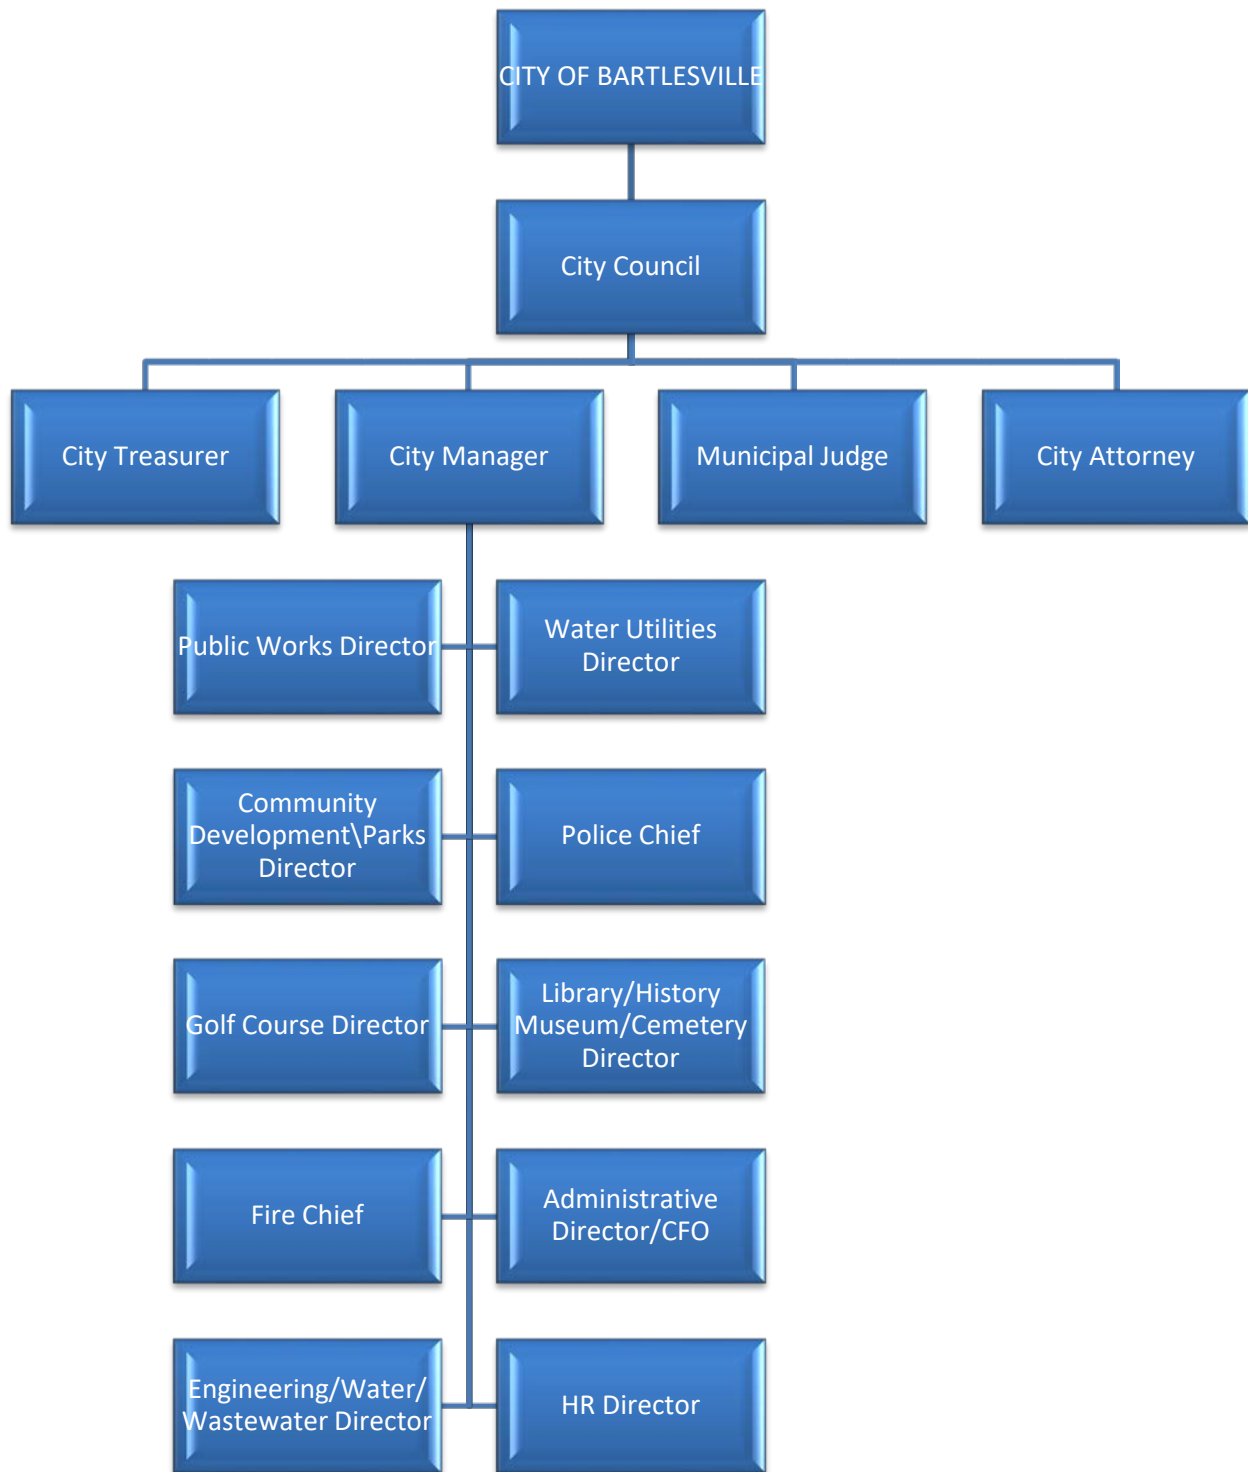 CITY OF BARTLESVILLE
City Council
City Treasurer
City Manager
Municipal Judge
City Attorney
Public Works Director
Water Utilities
Director
Community
Development\Parks
Director
Police Chief
Golf Course Director
Library/History
Museum/Cemetery
Director
Fire Chief
Administrative
Director/CFO
Engineering/Water/
Wastewater Director
HR Director